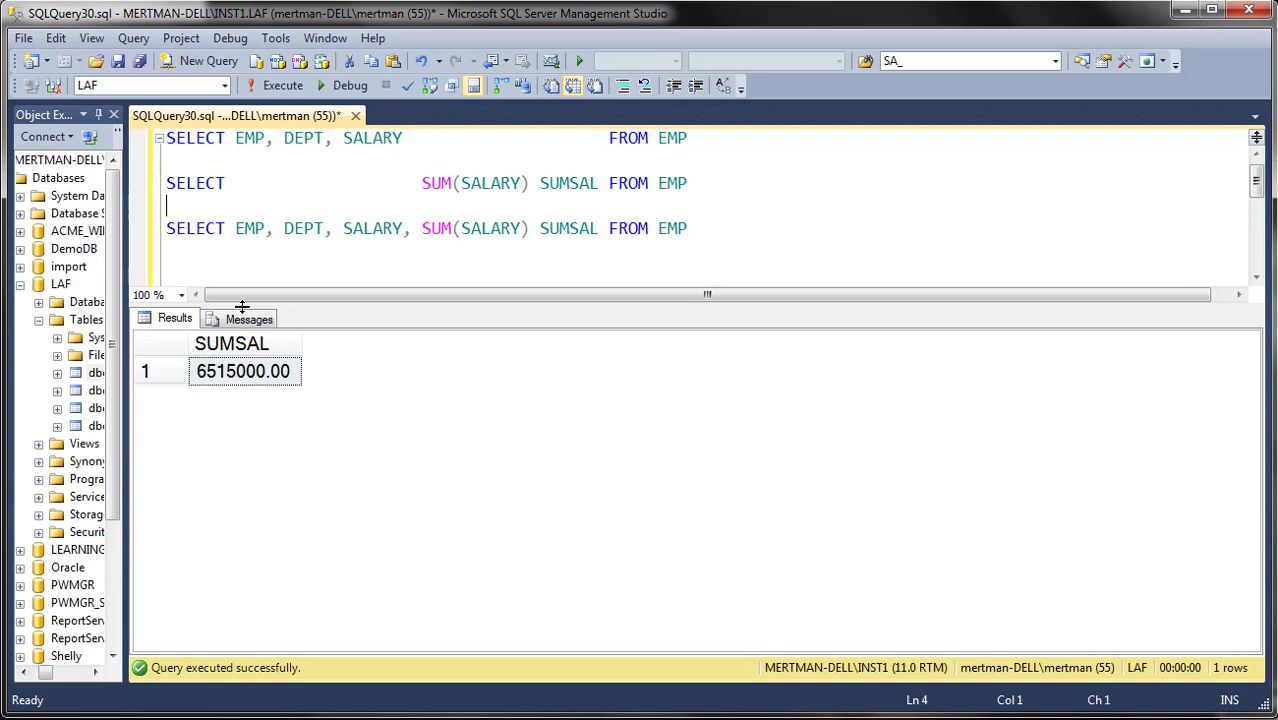 SQLQuery30.sql - MERTMAN-DELL\INST1.LAF (mertman-DELL\mertman (55))* - Microsoft SQL Server Management Studio
File Edit View Query Project Debug Tools Window Help
New Query SA_
LAF Execute Debug
Object Ex... SQLQuery30.sql -...DELL\mertman (55))*
Connect
MERTMAN-DELL\
Databases
System Da
Database S
ACME_WI
DemoDB
import
LAF
Databa
Tables
Sys
File
dbo
dbo
dbo
dbo
Views
Synony
Progra
Service
Storag
Securit
LEARNING
Oracle
PWMGR
PWMGR_S
ReportServ
ReportServ
Shelly
SELECT EMP, DEPT, SALARY FROM EMP
SELECT SUM(SALARY) SUMSAL FROM EMP
SELECT EMP, DEPT, SALARY, SUM(SALARY) SUMSAL FROM EMP
100 %
Results Messages
SUMSAL
1 6515000.00
Query executed successfully. MERTMAN-DELL\INST1 (11.0 RTM) mertman-DELL\mertman (55) LAF 00:00:00 1 rows
Ready Ln 4 Col 1 Ch 1 INS